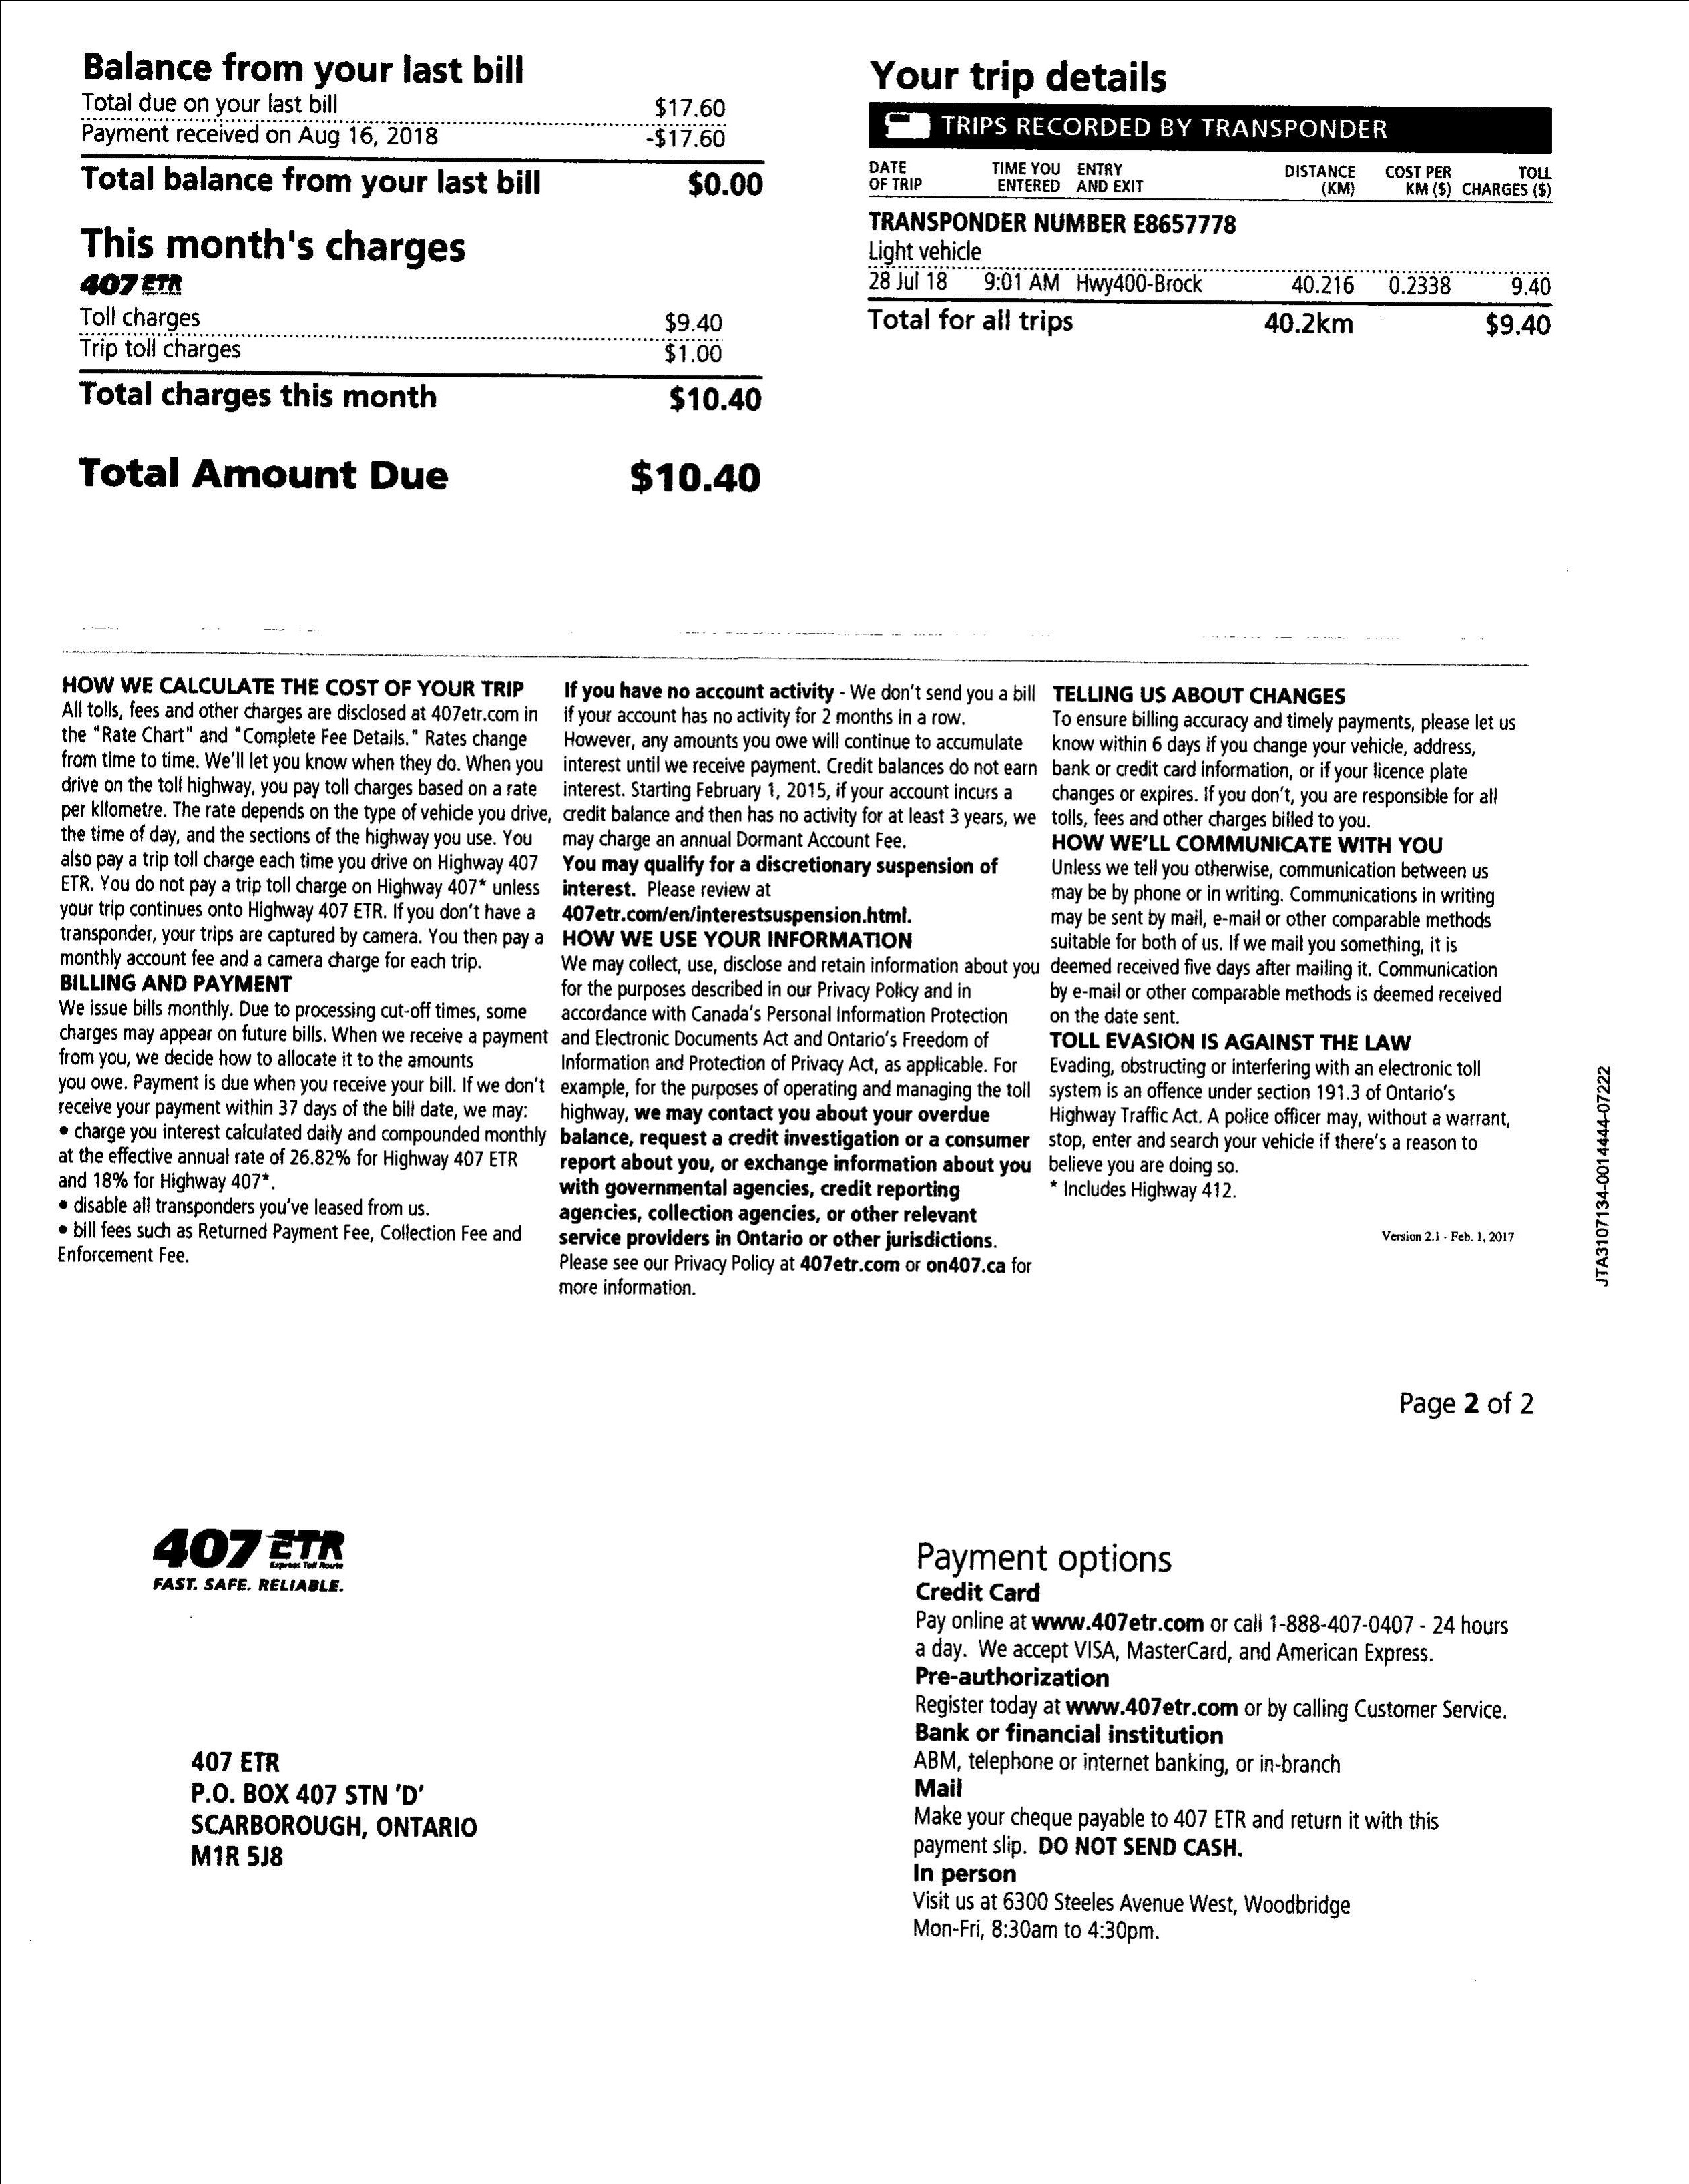 Balance from your last bill
Total due on your last bill $17.60
Payment received on Aug 16, 2018 -$17.60
Total balance from your last bill $0.00
This month's charges
407 ETR
Toll charges $9.40
Trip toll charges $1.00
Total charges this month $10.40
Total Amount Due $10.40
Your trip details
TRIPS RECORDED BY TRANSPONDER
DATE TIME YOU ENTRY DISTANCE COST PER TOLL
OF TRIP ENTERED AND EXIT (KM) KM ($) CHARGES ($)
TRANSPONDER NUMBER E8657778
Light vehicle
28 Jul 18 9:01 AM Hwy400-Brock 40.216 0.2338 9.40
Total for all trips 40.2km $9.40
HOW WE CALCULATE THE COST OF YOUR TRIP
All tolls, fees and other charges are disclosed at 407etr.com in
the "Rate Chart" and "Complete Fee Details." Rates change
from time to time. We'll let you know when they do. When you
drive on the toll highway, you pay toll charges based on a rate
per kilometre. The rate depends on the type of vehicle you drive,
the time of day, and the sections of the highway you use. You
also pay a trip toll charge each time you drive on Highway 407
ETR. You do not pay a trip toll charge on Highway 407* unless
your trip continues onto Highway 407 ETR. If you don't have a
transponder, your trips are captured by camera. You then pay a
monthly account fee and a camera charge for each trip.
BILLING AND PAYMENT
We issue bills monthly. Due to processing cut-off times, some
charges may appear on future bills. When we receive a payment
from you, we decide how to allocate it to the amounts
you owe. Payment is due when you receive your bill. If we don't
receive your payment within 37 days of the bill date, we may:
• charge you interest calculated daily and compounded monthly
at the effective annual rate of 26.82% for Highway 407 ETR
and 18% for Highway 407*.
• disable all transponders you've leased from us.
• bill fees such as Returned Payment Fee, Collection Fee and
Enforcement Fee.
If you have no account activity - We don't send you a bill
if your account has no activity for 2 months in a row.
However, any amounts you owe will continue to accumulate
interest until we receive payment. Credit balances do not earn
interest. Starting February 1, 2015, if your account incurs a
credit balance and then has no activity for at least 3 years, we
may charge an annual Dormant Account Fee.
You may qualify for a discretionary suspension of
interest. Please review at
407etr.com/en/interestsuspension.html.
HOW WE USE YOUR INFORMATION
We may collect, use, disclose and retain information about you
for the purposes described in our Privacy Policy and in
accordance with Canada's Personal Information Protection
and Electronic Documents Act and Ontario's Freedom of
Information and Protection of Privacy Act, as applicable. For
example, for the purposes of operating and managing the toll
highway, we may contact you about your overdue
balance, request a credit investigation or a consumer
report about you, or exchange information about you
with governmental agencies, credit reporting
agencies, collection agencies, or other relevant
service providers in Ontario or other jurisdictions.
Please see our Privacy Policy at 407etr.com or on407.ca for
more information.
TELLING US ABOUT CHANGES
To ensure billing accuracy and timely payments, please let us
know within 6 days if you change your vehicle, address,
bank or credit card information, or if your licence plate
changes or expires. If you don't, you are responsible for all
tolls, fees and other charges billed to you.
HOW WE'LL COMMUNICATE WITH YOU
Unless we tell you otherwise, communication between us
may be by phone or in writing. Communications in writing
may be sent by mail, e-mail or other comparable methods
suitable for both of us. If we mail you something, it is
deemed received five days after mailing it. Communication
by e-mail or other comparable methods is deemed received
on the date sent.
TOLL EVASION IS AGAINST THE LAW
Evading, obstructing or interfering with an electronic toll
system is an offence under section 191.3 of Ontario's
Highway Traffic Act. A police officer may, without a warrant,
stop, enter and search your vehicle if there's a reason to
believe you are doing so.
* Includes Highway 412.
Version 2.1 - Feb. 1, 2017
JTA3107134-0014444-07222
Page 2 of 2
407 ETR
Express Toll Route
FAST. SAFE. RELIABLE.
407 ETR
P.O. BOX 407 STN 'D'
SCARBOROUGH, ONTARIO
M1R 5J8
Payment options
Credit Card
Pay online at www.407etr.com or call 1-888-407-0407 - 24 hours
a day. We accept VISA, MasterCard, and American Express.
Pre-authorization
Register today at www.407etr.com or by calling Customer Service.
Bank or financial institution
ABM, telephone or internet banking, or in-branch
Mail
Make your cheque payable to 407 ETR and return it with this
payment slip. DO NOT SEND CASH.
In person
Visit us at 6300 Steeles Avenue West, Woodbridge
Mon-Fri, 8:30am to 4:30pm.